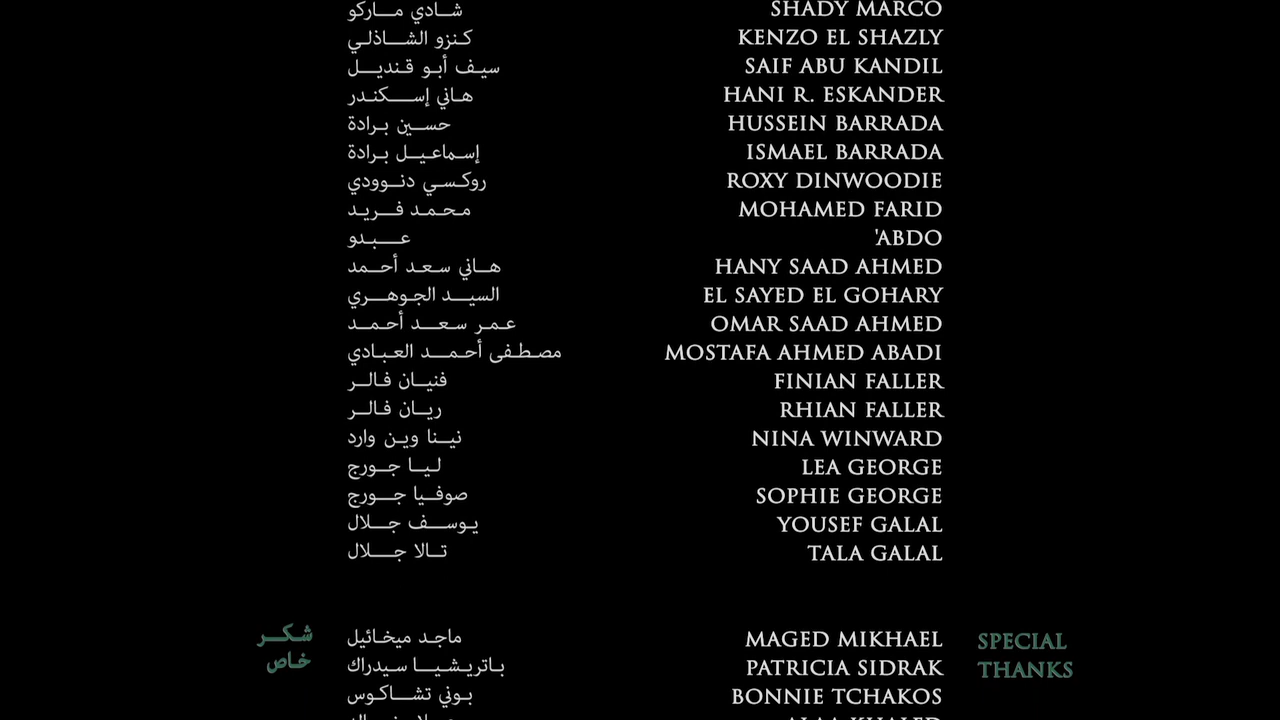 شادي ماركو SHADY MARCO
كنزو الشاذلي KENZO EL SHAZLY
سيف أبو قنديل SAIF ABU KANDIL
هاني إسكندر HANI R. ESKANDER
حسين برادة HUSSEIN BARRADA
إسماعيل برادة ISMAEL BARRADA
روكسي دنوودي ROXY DINWOODIE
محمد فريد MOHAMED FARID
عبدو 'ABDO
هاني سعد أحمد HANY SAAD AHMED
السيد الجوهري EL SAYED EL GOHARY
عمر سعد أحمد OMAR SAAD AHMED
مصطفى أحمد العبادي MOSTAFA AHMED ABADI
فنيان فالر FINIAN FALLER
ريان فالر RHIAN FALLER
نينا وين وارد NINA WINWARD
ليا جورج LEA GEORGE
صوفيا جورج SOPHIE GEORGE
يوسف جلال YOUSEF GALAL
تالا جلال TALA GALAL
شكر ماجد ميخائيل MAGED MIKHAEL SPECIAL
خاص باتريشيا سيدراك PATRICIA SIDRAK THANKS
بوني تشاكوس BONNIE TCHAKOS